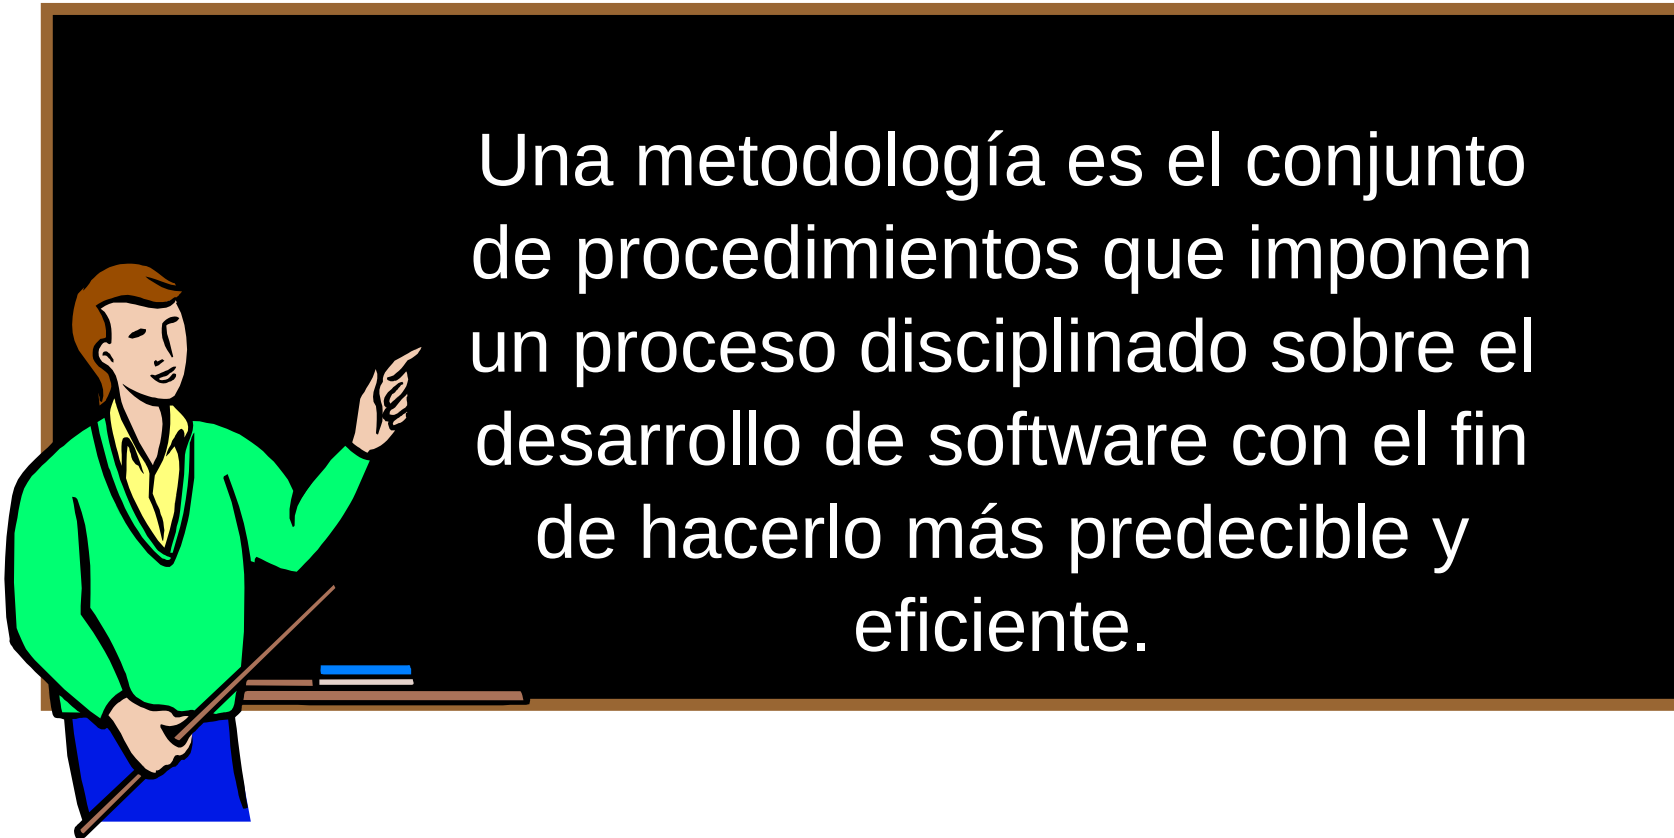 Una metodología es el conjunto
de procedimientos que imponen
un proceso disciplinado sobre el
desarrollo de software con el fin
de hacerlo más predecible y
eficiente.